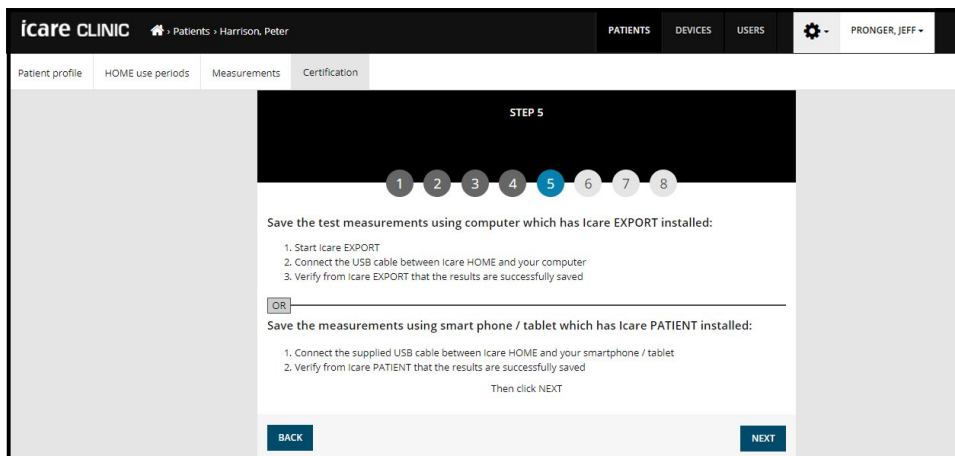 icare CLINIC
› Patients › Harrison, Peter
PATIENTS
DEVICES
USERS
PRONGER, JEFF
Patient profile
HOME use periods
Measurements
Certification
STEP 5
1 2 3 4 5 6 7 8
Save the test measurements using computer which has Icare EXPORT installed:
1. Start Icare EXPORT
2. Connect the USB cable between Icare HOME and your computer
3. Verify from Icare EXPORT that the results are successfully saved
OR
Save the measurements using smart phone / tablet which has Icare PATIENT installed:
1. Connect the supplied USB cable between Icare HOME and your smartphone / tablet
2. Verify from Icare PATIENT that the results are successfully saved
Then click NEXT
BACK
NEXT